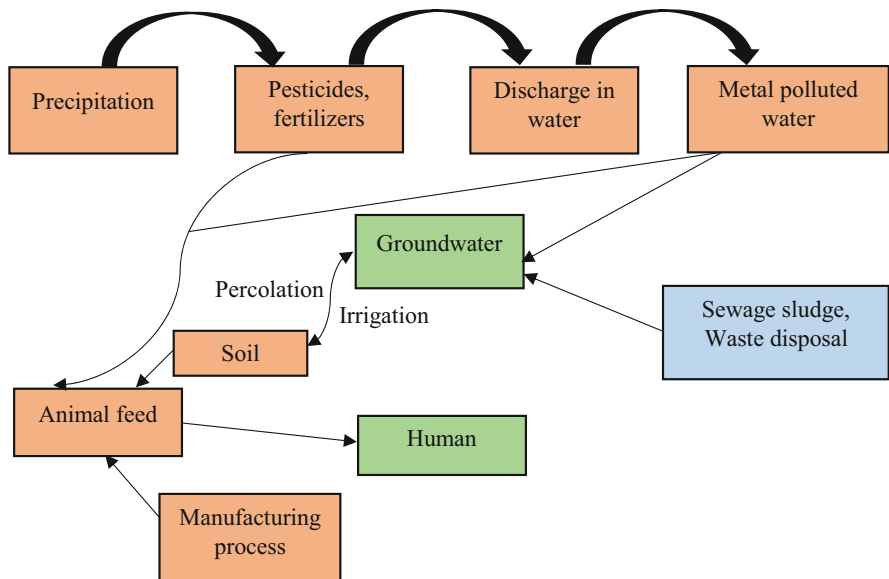 Precipitation
Pesticides,
fertilizers
Discharge in
water
Metal polluted
water
Groundwater
Percolation
Irrigation
Sewage sludge,
Waste disposal
Soil
Animal feed
Human
Manufacturing
process